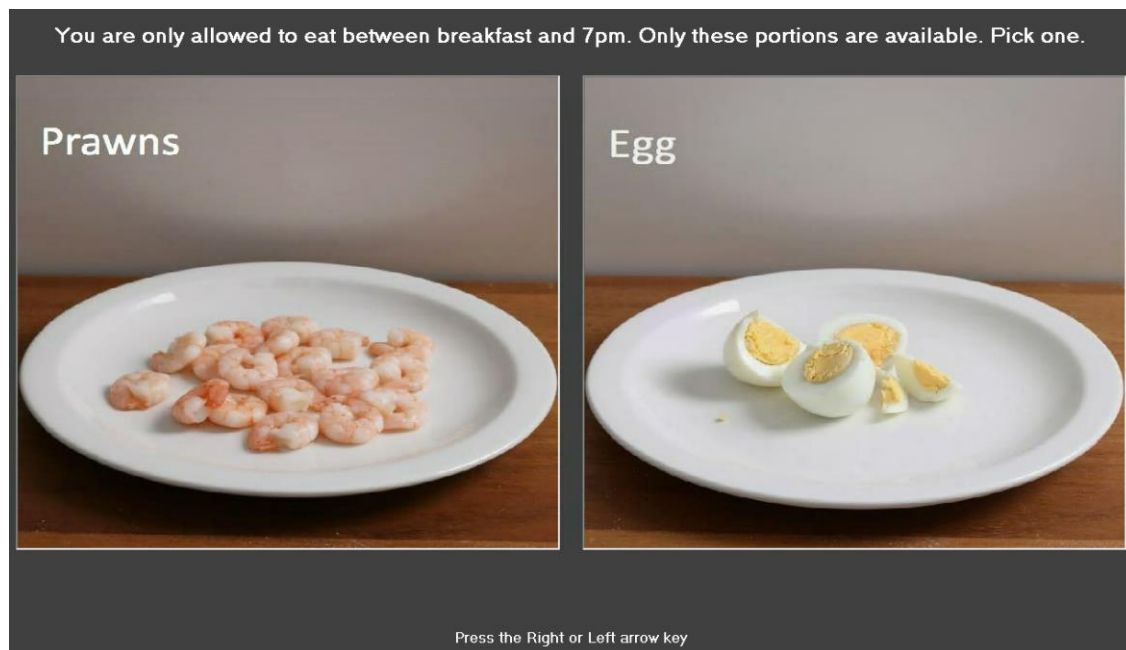 You are only allowed to eat between breakfast and 7pm. Only these portions are available. Pick one.
Prawns
Egg
Press the Right or Left arrow key